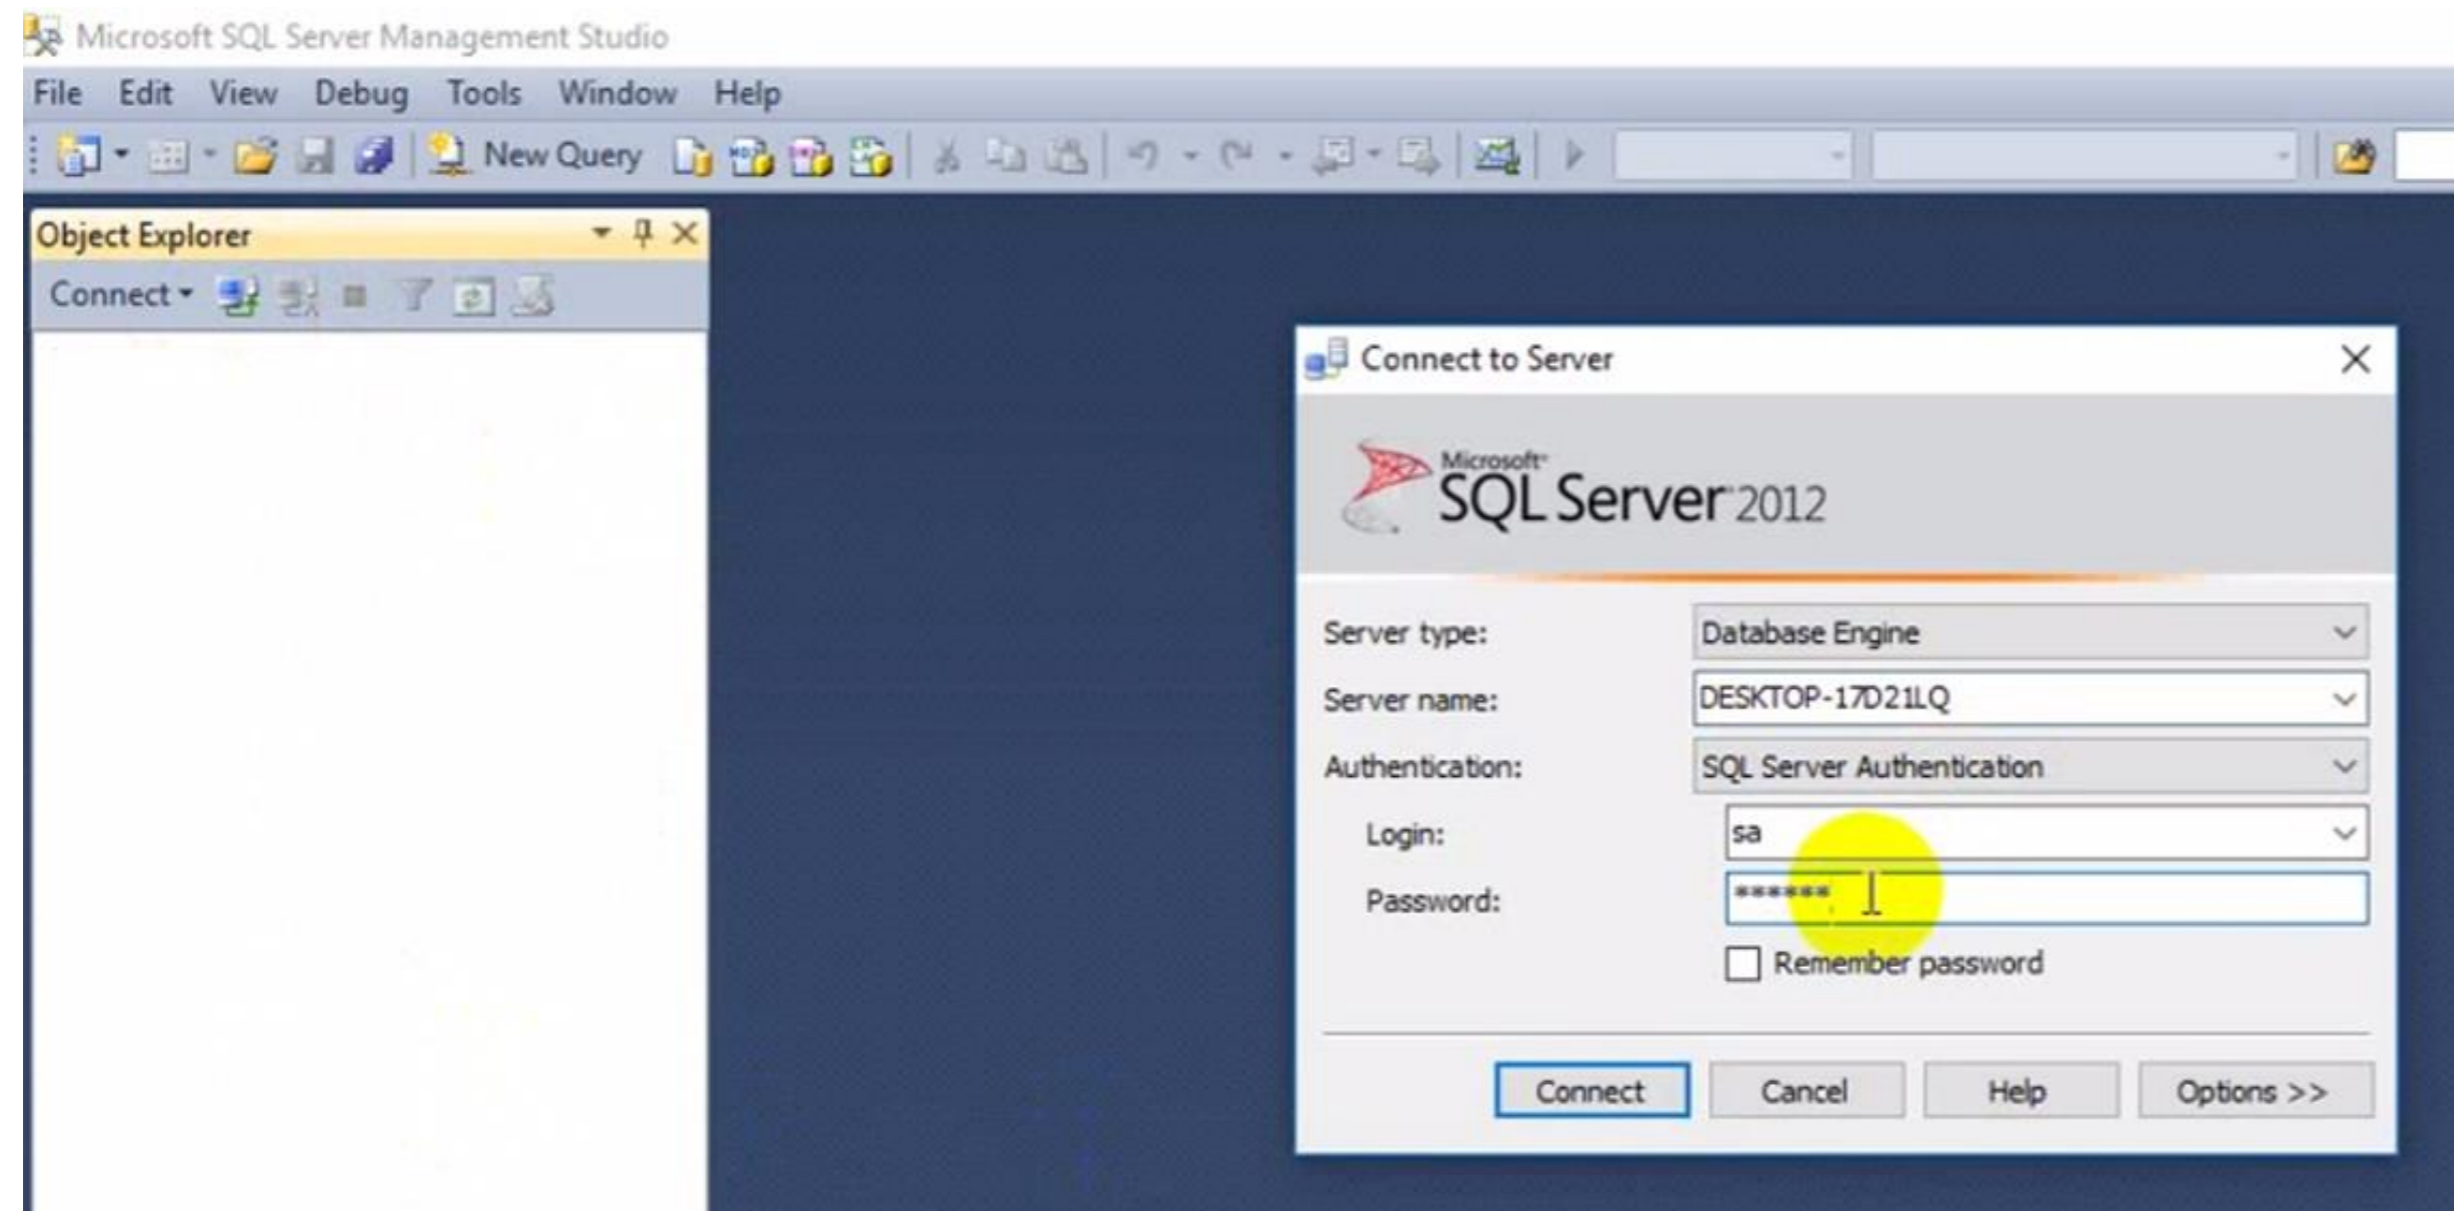 Microsoft SQL Server Management Studio
File Edit View Debug Tools Window Help
New Query
Object Explorer
Connect
Connect to Server
Microsoft
SQL Server 2012
Server type: Database Engine
Server name: DESKTOP-17D21LQ
Authentication: SQL Server Authentication
Login: sa
Password: ******
Remember password
Connect Cancel Help Options >>